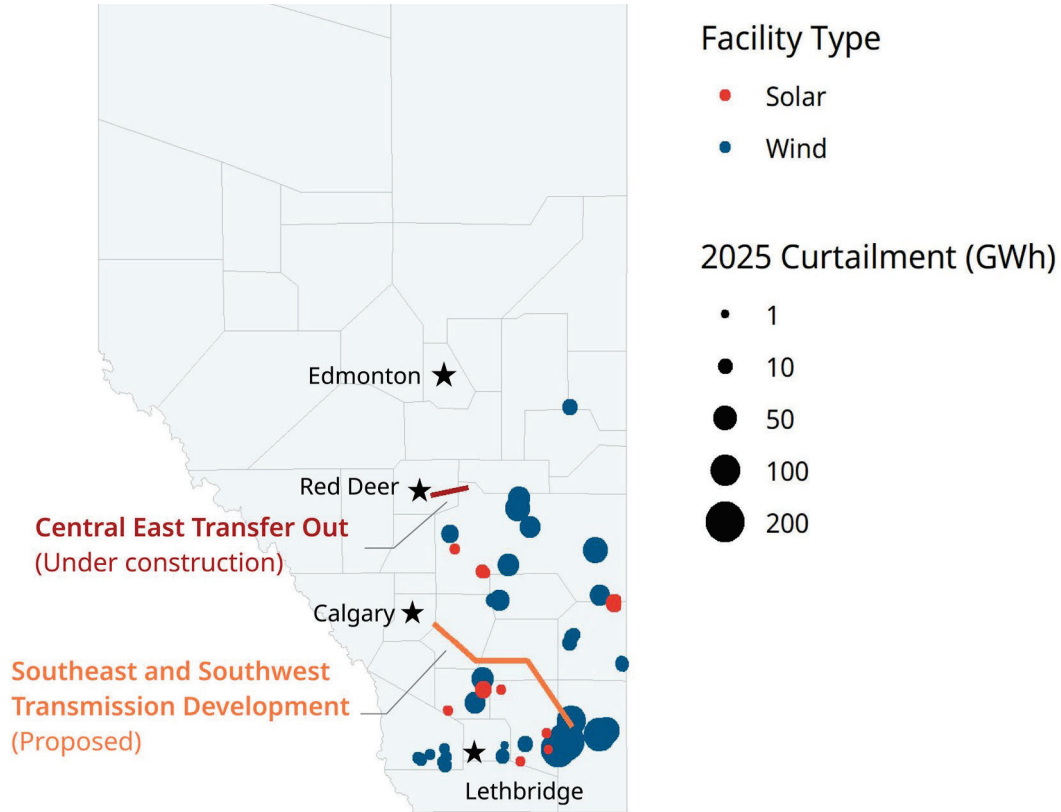 Facility Type
Solar
Wind
2025 Curtailment (GWh)
1
10
50
100
200
Edmonton
Red Deer
Central East Transfer Out
(Under construction)
Calgary
Southeast and Southwest
Transmission Development
(Proposed)
Lethbridge